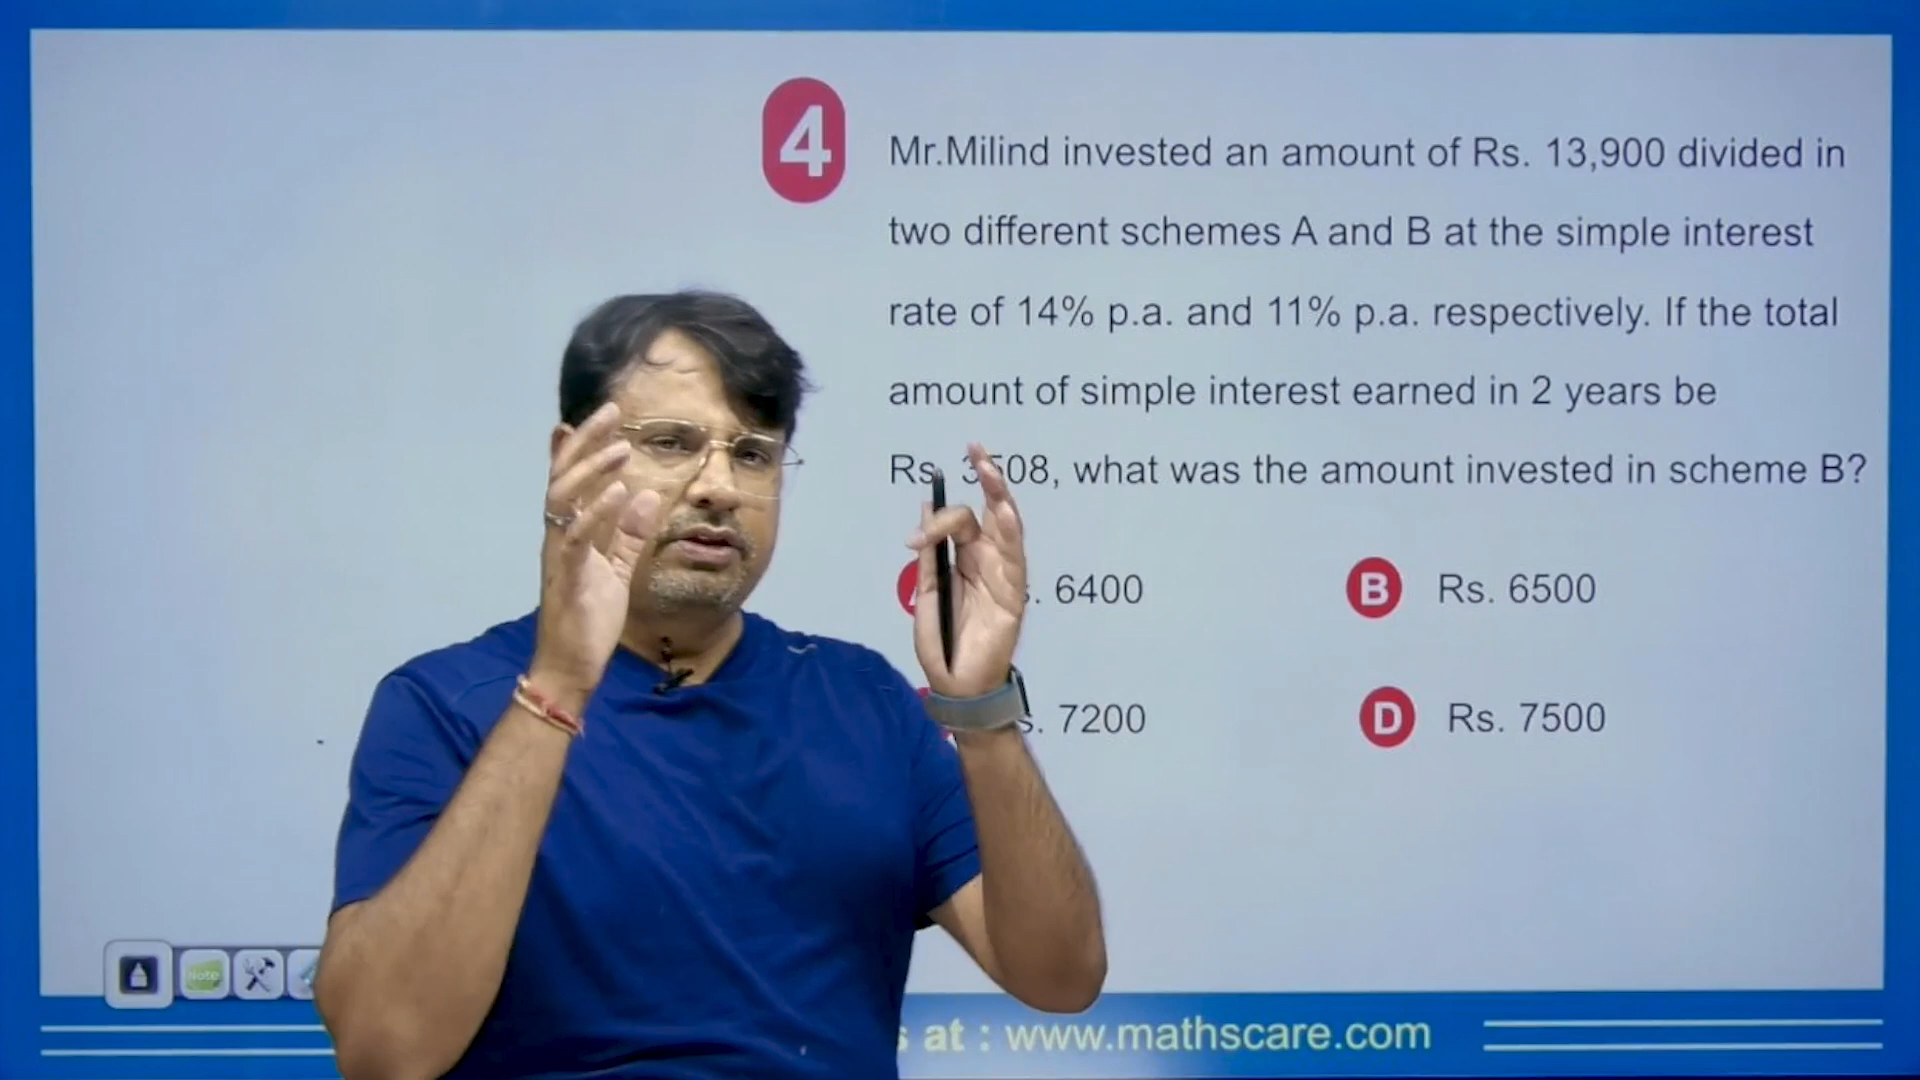 4
Mr.Milind invested an amount of Rs. 13,900 divided in
two different schemes A and B at the simple interest
rate of 14% p.a. and 11% p.a. respectively. If the total
amount of simple interest earned in 2 years be
Rs. 3508, what was the amount invested in scheme B?
6400
B Rs. 6500
7200
D Rs. 7500
Note
at : www.mathscare.com